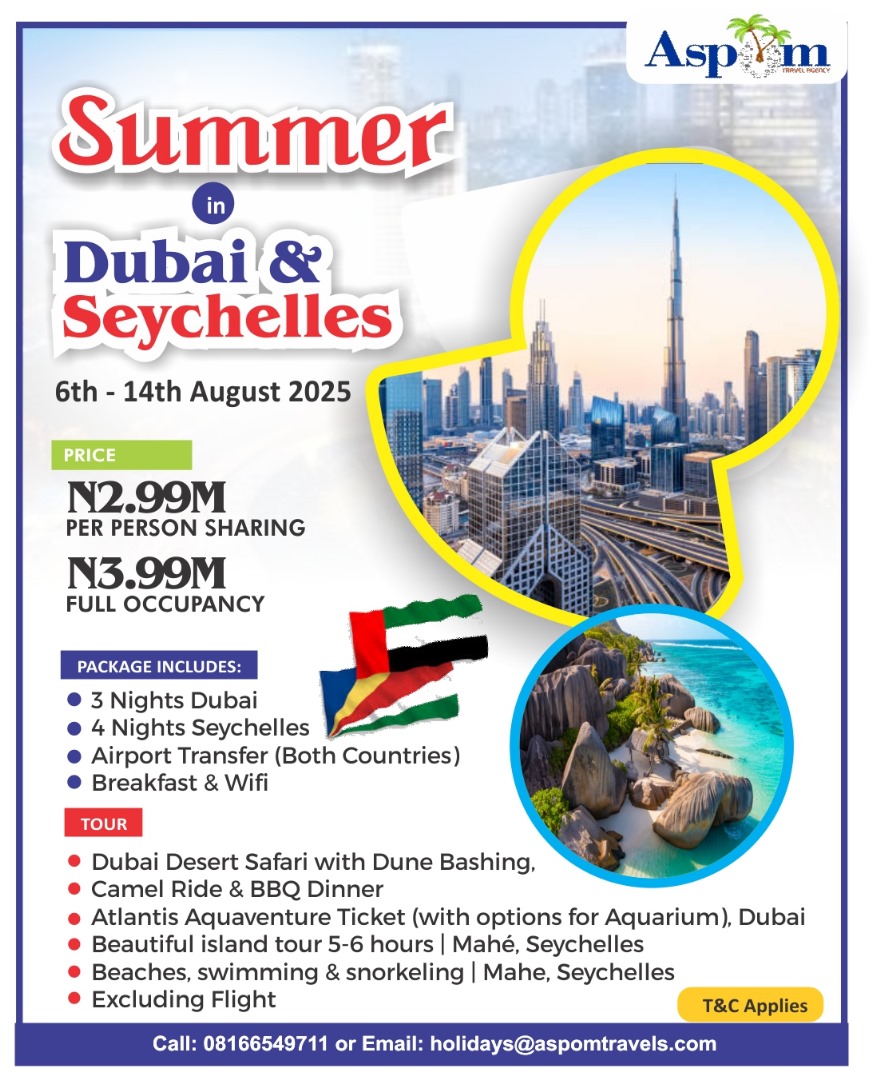 Aspom
TRAVEL AGENCY
Summer
in
Dubai &
Seychelles
6th - 14th August 2025
PRICE
N2.99M
PER PERSON SHARING
N3.99M
FULL OCCUPANCY
PACKAGE INCLUDES:
3 Nights Dubai
4 Nights Seychelles
Airport Transfer (Both Countries)
Breakfast & Wifi
TOUR
Dubai Desert Safari with Dune Bashing,
Camel Ride & BBQ Dinner
Atlantis Aquaventure Ticket (with options for Aquarium), Dubai
Beautiful island tour 5-6 hours | Mahé, Seychelles
Beaches, swimming & snorkeling | Mahe, Seychelles
Excluding Flight
T&C Applies
Call: 08166549711 or Email: holidays@aspomtravels.com